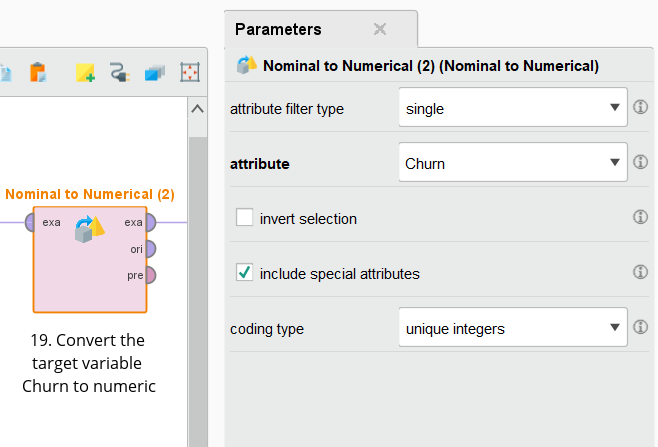 Parameters
Nominal to Numerical (2) (Nominal to Numerical)
attribute filter type
single
attribute
Churn
invert selection
include special attributes
coding type
unique integers
Nominal to Numerical (2)
exa
exa
ori
pre
19. Convert the
target variable
Churn to numeric